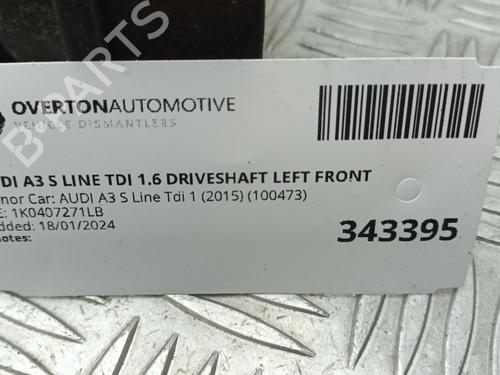 OVERTONAUTOMOTIVE
VEHICLE DISMANTLERS
DI A3 S LINE TDI 1.6 DRIVESHAFT LEFT FRONT
nor Car: AUDI A3 S Line Tdi 1 (2015) (100473)
E: 1K0407271LB
dded: 18/01/2024
otes:
343395